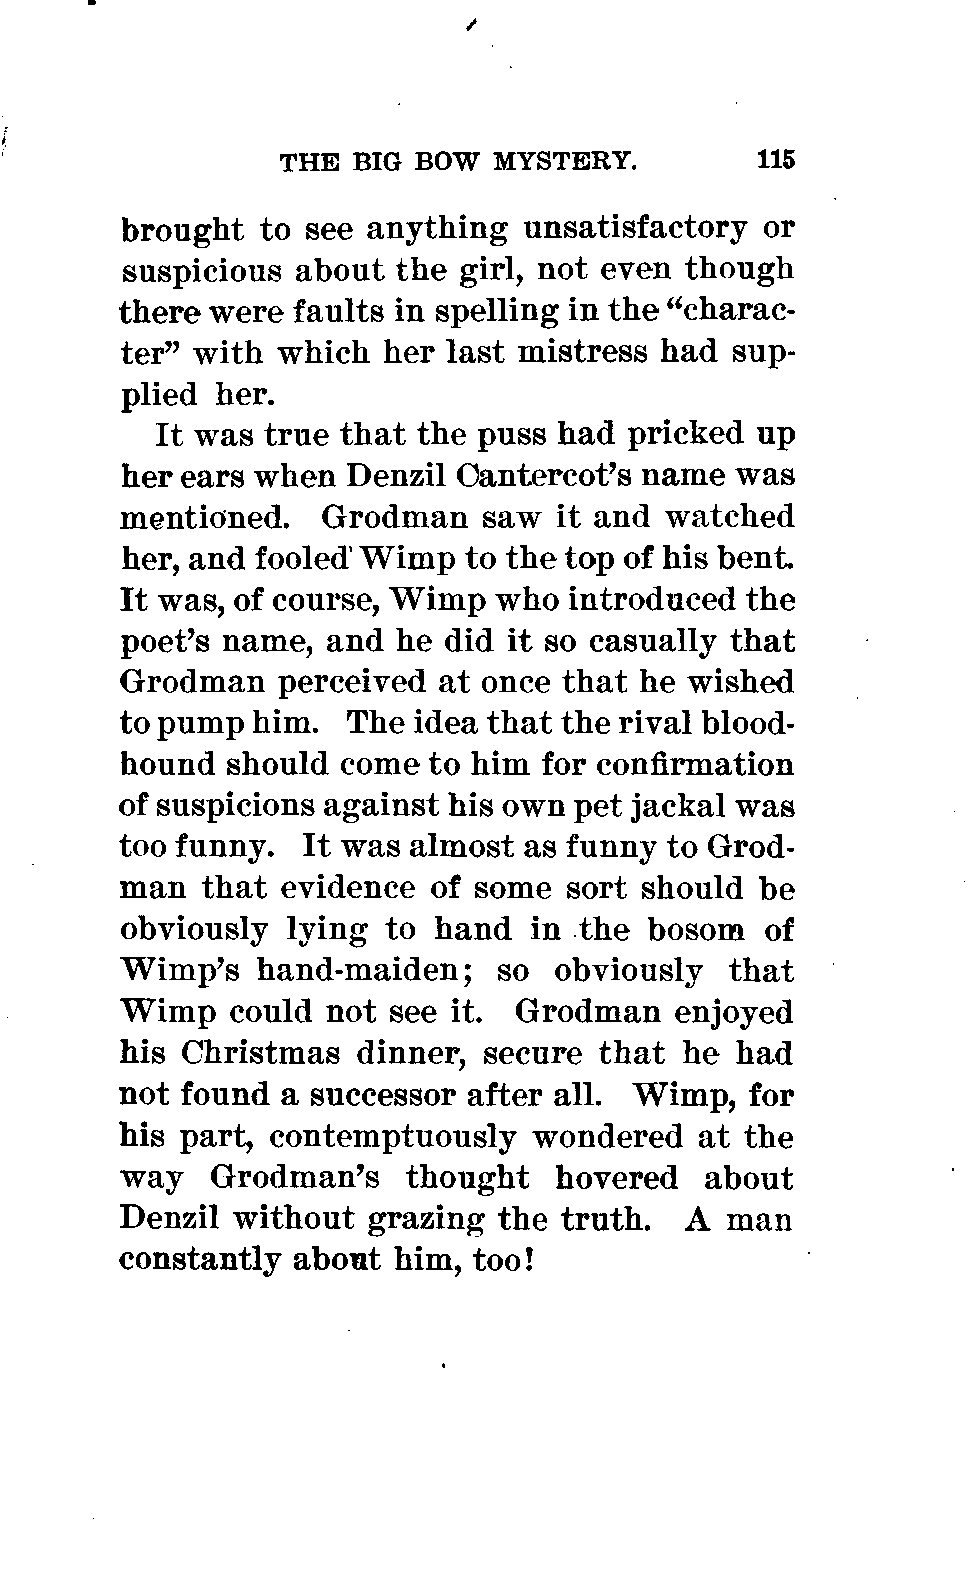 THE BIG BOW MYSTERY. 115
brought to see anything unsatisfactory or
suspicious about the girl, not even though
there were faults in spelling in the “charac-
ter” with which her last mistress had sup-
plied her.
It was true that the puss had pricked up
her ears when Denzil Cantercot’s name was
mentioned. Grodman saw it and watched
her, and fooled Wimp to the top of his bent.
It was, of course, Wimp who introduced the
poet’s name, and he did it so casually that
Grodman perceived at once that he wished
to pump him. The idea that the rival blood-
hound should come to him for confirmation
of suspicions against his own pet jackal was
too funny. It was almost as funny to Grod-
man that evidence of some sort should be
obviously lying to hand in the bosom of
Wimp’s hand-maiden; so obviously that
Wimp could not see it. Grodman enjoyed
his Christmas dinner, secure that he had
not found a successor after all. Wimp, for
his part, contemptuously wondered at the
way Grodman’s thought hovered about
Denzil without grazing the truth. A man
constantly about him, too!